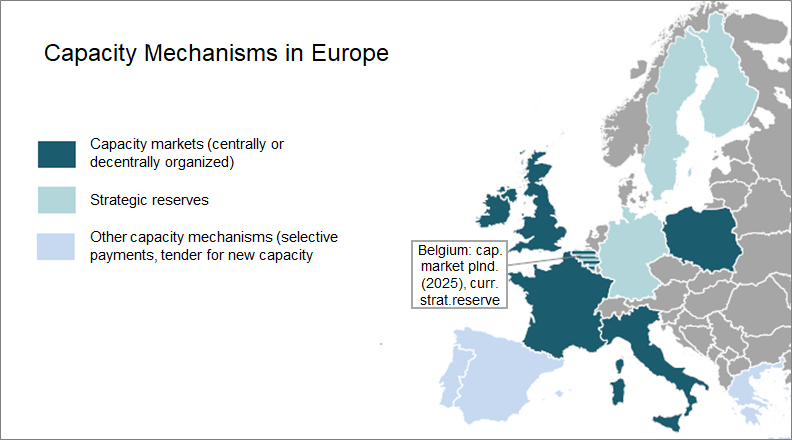 Capacity Mechanisms in Europe
Capacity markets (centrally or
decentrally organized)
Strategic reserves
Other capacity mechanisms (selective
payments, tender for new capacity
Belgium: cap.
market plnd.
(2025), curr.
strat.reserve